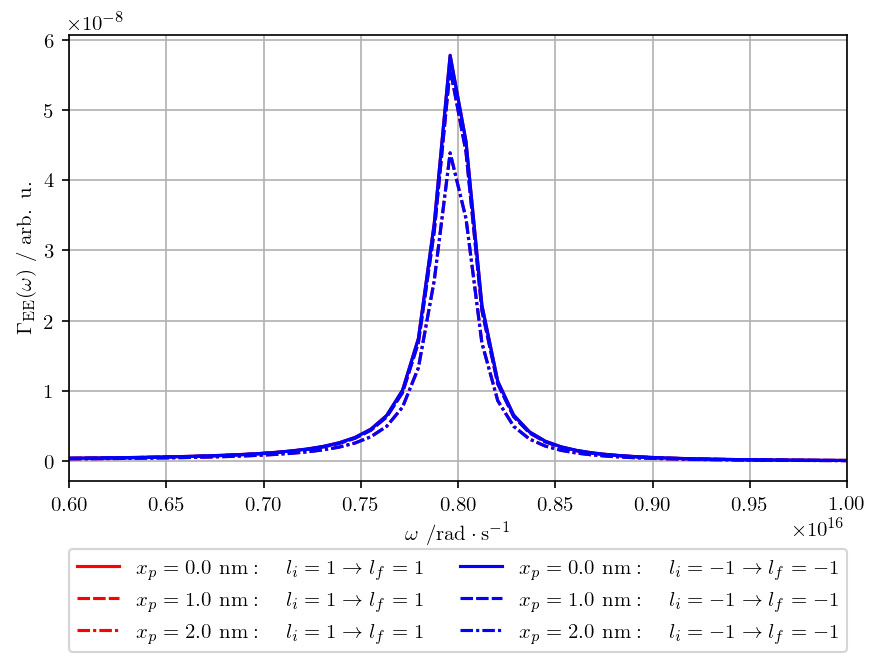 ×10⁻⁸
6
5
4
3
2
1
0
Γ_EE(ω) / arb. u.
0.60 0.65 0.70 0.75 0.80 0.85 0.90 0.95 1.00
ω /rad · s⁻¹
×10¹⁶
x_p = 0.0 nm : l_i = 1 → l_f = 1
x_p = 1.0 nm : l_i = 1 → l_f = 1
x_p = 2.0 nm : l_i = 1 → l_f = 1
x_p = 0.0 nm : l_i = −1 → l_f = −1
x_p = 1.0 nm : l_i = −1 → l_f = −1
x_p = 2.0 nm : l_i = −1 → l_f = −1